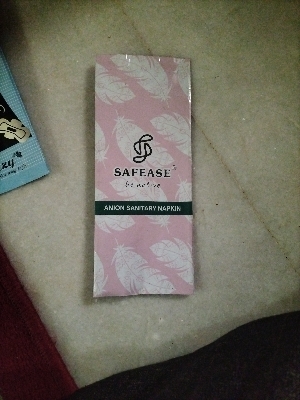 SAFEASE
be active
ANION SANITARY NAPKIN